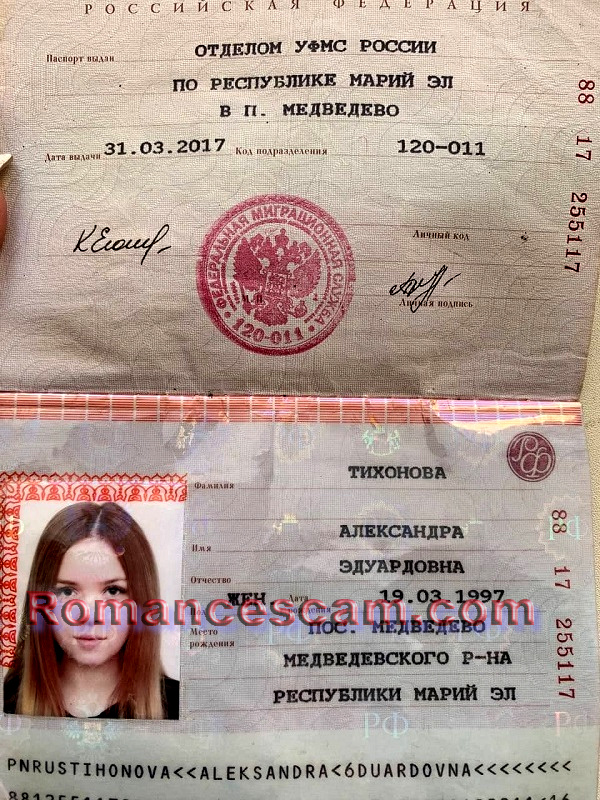 РОССИЙСКАЯ ФЕДЕРАЦИЯ
Паспорт выдан
ОТДЕЛОМ УФМС РОССИИ
ПО РЕСПУБЛИКЕ МАРИЙ ЭЛ
В П. МЕДВЕДЕВО
Дата выдачи 31.03.2017 Код подразделения 120-011
88 17 255117
Личный код
Личная подпись
ФЕДЕРАЛЬНАЯ МИГРАЦИОННАЯ СЛУЖБА
120-011
М.П.
РФ
Фамилия
ТИХОНОВА
Имя
АЛЕКСАНДРА
Отчество
ЭДУАРДОВНА
ЖЕН Дата рождения 19.03.1997
Romancescam.com
Место рождения
ПОС. МЕДВЕДЕВО
МЕДВЕДЕВСКОГО Р-НА
РЕСПУБЛИКИ МАРИЙ ЭЛ
88 17 255117
PNRUSTIHONOVA<<ALEKSANDRA<6DUARDOVNA<<<<<<<<